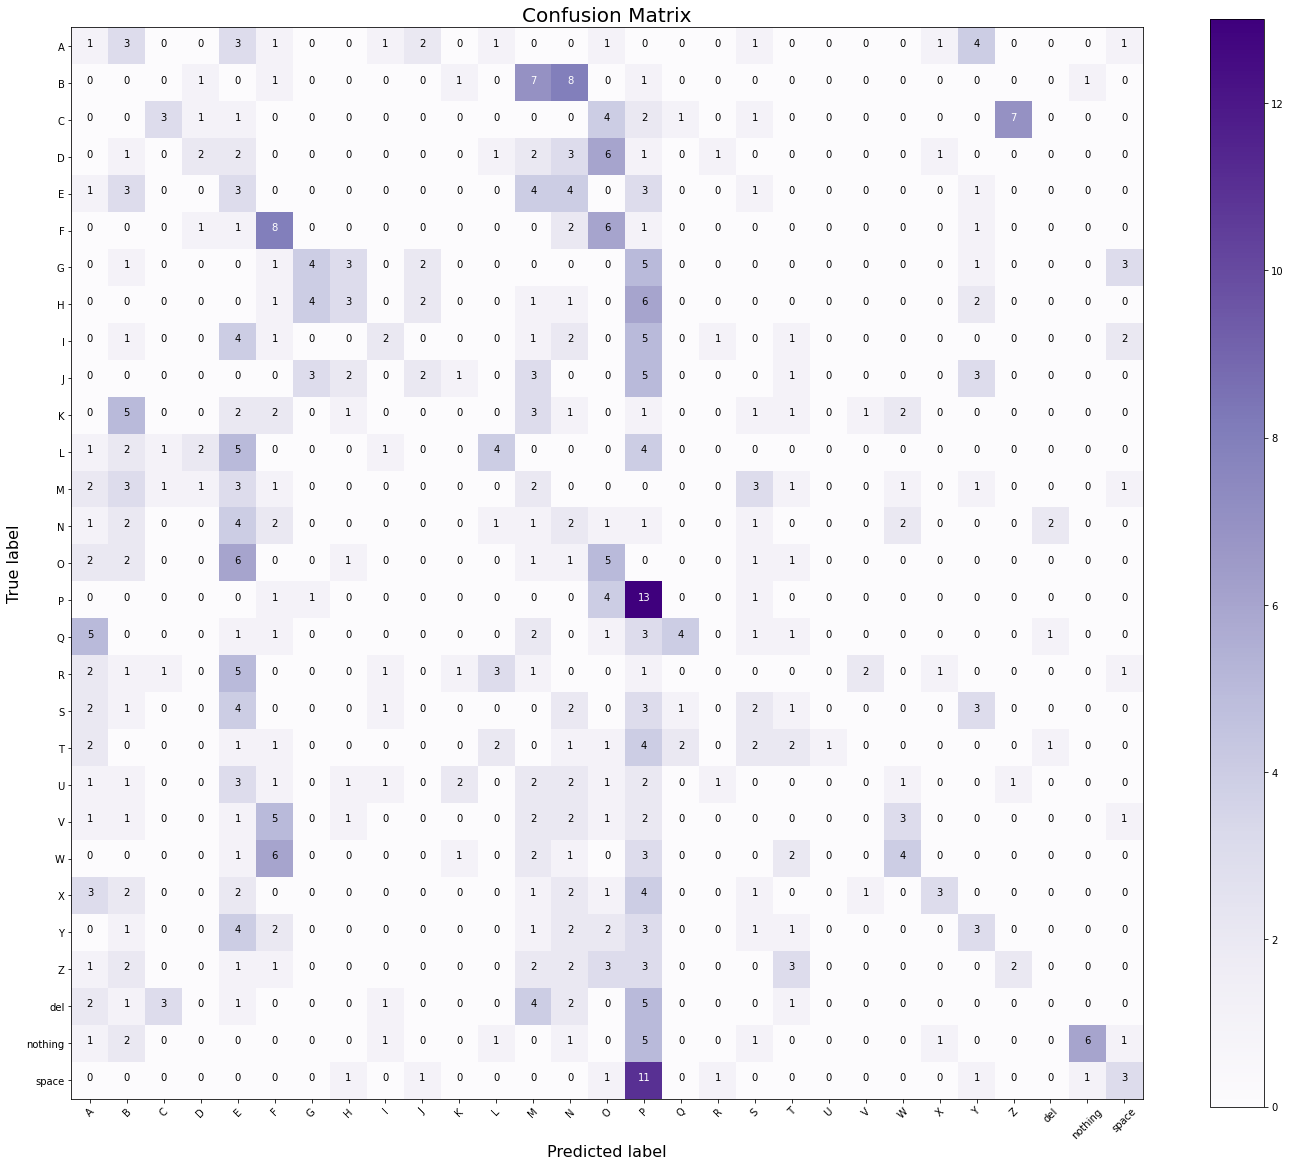 Confusion Matrix
A 1 3 0 0 3 1 0 0 1 2 0 1 0 0 1 0 0 0 1 0 0 0 0 1 4 0 0 0 1
B 0 0 0 1 0 1 0 0 0 0 1 0 7 8 0 1 0 0 0 0 0 0 0 0 0 0 0 1 0
12
C 0 0 3 1 1 0 0 0 0 0 0 0 0 0 4 2 1 0 1 0 0 0 0 0 0 7 0 0 0
D 0 1 0 2 2 0 0 0 0 0 0 1 2 3 6 1 0 1 0 0 0 0 0 1 0 0 0 0 0
E 1 3 0 0 3 0 0 0 0 0 0 0 4 4 0 3 0 0 1 0 0 0 0 0 1 0 0 0 0
F 0 0 0 1 1 8 0 0 0 0 0 0 0 2 6 1 0 0 0 0 0 0 0 0 1 0 0 0 0
G 0 1 0 0 0 1 4 3 0 2 0 0 0 0 0 5 0 0 0 0 0 0 0 0 1 0 0 0 3
10
H 0 0 0 0 0 1 4 3 0 2 0 0 1 1 0 6 0 0 0 0 0 0 0 0 2 0 0 0 0
I 0 1 0 0 4 1 0 0 2 0 0 0 1 2 0 5 0 1 0 1 0 0 0 0 0 0 0 0 2
J 0 0 0 0 0 0 3 2 0 2 1 0 3 0 0 5 0 0 0 1 0 0 0 0 3 0 0 0 0
K 0 5 0 0 2 2 0 1 0 0 0 0 3 1 0 1 0 0 1 1 0 1 2 0 0 0 0 0 0
8
L 1 2 1 2 5 0 0 0 1 0 0 4 0 0 0 4 0 0 0 0 0 0 0 0 0 0 0 0 0
M 2 3 1 1 3 1 0 0 0 0 0 0 2 0 0 0 0 0 3 1 0 0 1 0 1 0 0 0 1
N 1 2 0 0 4 2 0 0 0 0 0 1 1 2 1 1 0 0 1 0 0 0 2 0 0 0 2 0 0
O 2 2 0 0 6 0 0 1 0 0 0 0 1 1 5 0 0 0 1 1 0 0 0 0 0 0 0 0 0
True label
P 0 0 0 0 0 1 1 0 0 0 0 0 0 0 4 13 0 0 1 0 0 0 0 0 0 0 0 0 0
6
Q 5 0 0 0 1 1 0 0 0 0 0 0 2 0 1 3 4 0 1 1 0 0 0 0 0 0 1 0 0
R 2 1 1 0 5 0 0 0 1 0 1 3 1 0 0 1 0 0 0 0 0 2 0 1 0 0 0 0 1
S 2 1 0 0 4 0 0 0 1 0 0 0 0 2 0 3 1 0 2 1 0 0 0 0 3 0 0 0 0
T 2 0 0 0 1 1 0 0 0 0 0 2 0 1 1 4 2 0 2 2 1 0 0 0 0 0 1 0 0
4
U 1 1 0 0 3 1 0 1 1 0 2 0 2 2 1 2 0 1 0 0 0 0 1 0 0 1 0 0 0
V 1 1 0 0 1 5 0 1 0 0 0 0 2 2 1 2 0 0 0 0 0 0 3 0 0 0 0 0 1
W 0 0 0 0 1 6 0 0 0 0 1 0 2 1 0 3 0 0 0 2 0 0 4 0 0 0 0 0 0
X 3 2 0 0 2 0 0 0 0 0 0 0 1 2 1 4 0 0 1 0 0 1 0 3 0 0 0 0 0
Y 0 1 0 0 4 2 0 0 0 0 0 0 1 2 2 3 0 0 1 1 0 0 0 0 3 0 0 0 0
2
Z 1 2 0 0 1 1 0 0 0 0 0 0 2 2 3 3 0 0 0 3 0 0 0 0 0 2 0 0 0
del 2 1 3 0 1 0 0 0 1 0 0 0 4 2 0 5 0 0 0 1 0 0 0 0 0 0 0 0 0
nothing 1 2 0 0 0 0 0 0 1 0 0 1 0 1 0 5 0 0 1 0 0 0 0 1 0 0 0 6 1
space 0 0 0 0 0 0 0 1 0 1 0 0 0 0 1 11 0 1 0 0 0 0 0 0 1 0 0 1 3
0
A B C D E F G H I J K L M N O P Q R S T U V W X Y Z del nothing space
Predicted label